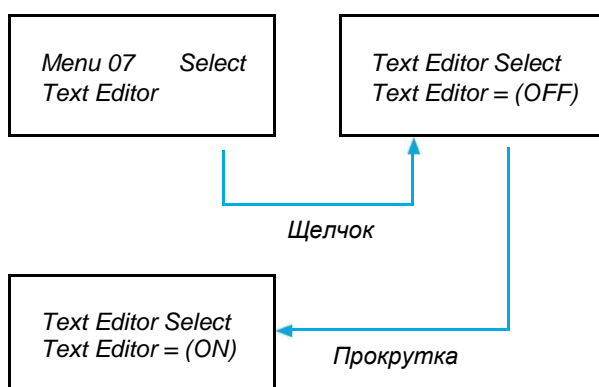 Menu 07 Select
Text Editor
Text Editor Select
Text Editor = (OFF)
Щелчок
Text Editor Select
Text Editor = (ON)
Прокрутка